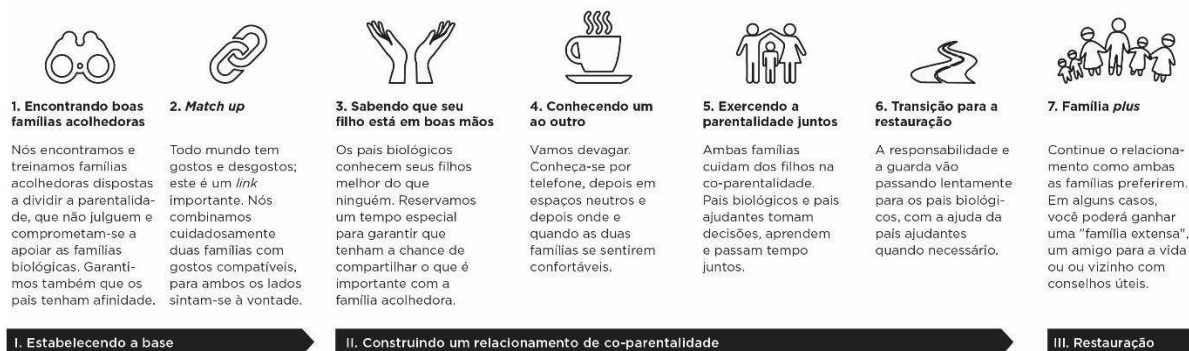 1. Encontrando boas
famílias acolhedoras
Nós encontramos e
treinamos famílias
acolhedoras dispostas
a dividir a parentalida-
de, que não julguem e
comprometam-se a
apoiar as famílias
biológicas. Garanti-
mos também que os
pais tenham afinidade.
2. Match up
Todo mundo tem
gostos e desgostos;
este é um link
importante. Nós
combinamos
cuidadosamente
duas famílias com
gostos compatíveis,
para ambos os lados
sintam-se à vontade.
3. Sabendo que seu
filho está em boas mãos
Os pais biológicos
conhecem seus filhos
melhor do que
ninguém. Reservamos
um tempo especial
para garantir que
tenham a chance de
compartilhar o que é
importante com a
família acolhedora.
4. Conhecendo um
ao outro
Vamos devagar.
Conheça-se por
telefone, depois em
espaços neutros e
depois onde e
quando as duas
famílias se sentirem
confortáveis.
5. Exercendo a
parentalidade juntos
Ambas famílias
cuidam dos filhos na
co-parentalidade.
Pais biológicos e pais
ajudantes tomam
decisões, aprendem
e passam tempo
juntos.
6. Transição para a
restauração
A responsabilidade e
a guarda vão
passando lentamente
para os pais biológi-
cos, com a ajuda da
pais ajudantes
quando necessário.
7. Família plus
Continue o relaciona-
mento como ambas
as famílias preferirem.
Em alguns casos,
você poderá ganhar
uma "família extensa",
um amigo para a vida
ou ou vizinho com
conselhos úteis.
I. Estabelecendo a base
II. Construindo um relacionamento de co-parentalidade
III. Restauração